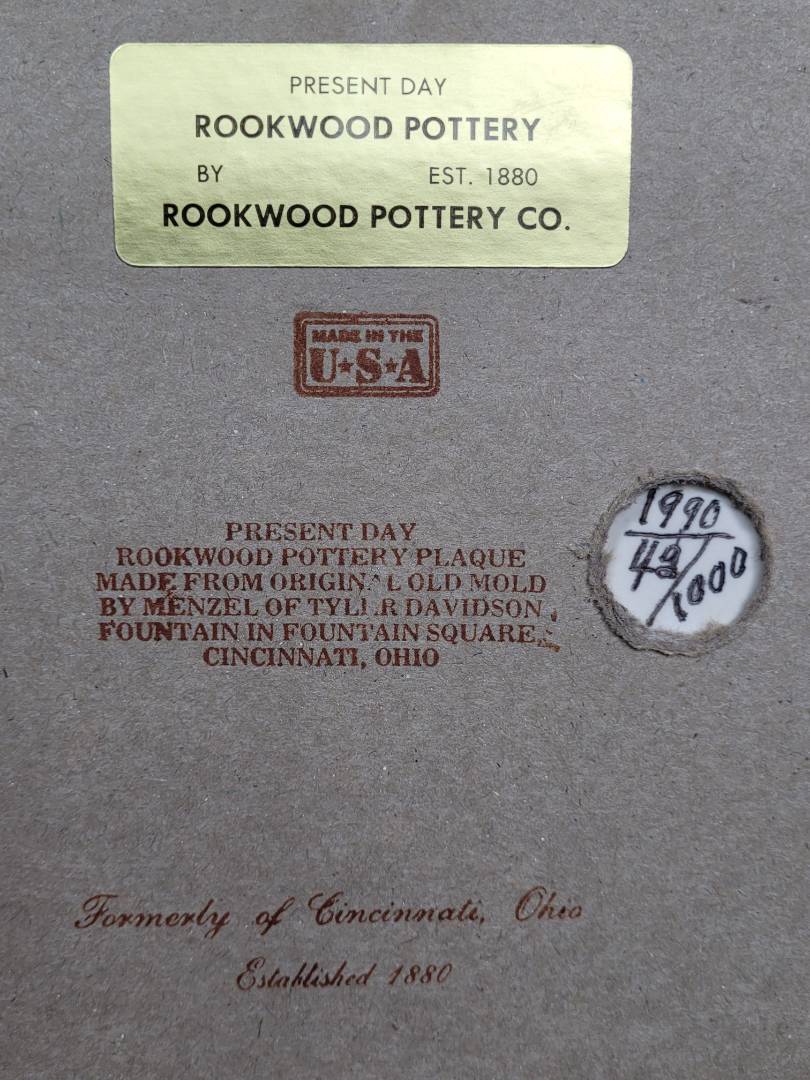 PRESENT DAY
ROOKWOOD POTTERY
BY EST. 1880
ROOKWOOD POTTERY CO.
MADE IN THE
U★S★A
PRESENT DAY
ROOKWOOD POTTERY PLAQUE
MADE FROM ORIGINAL OLD MOLD
BY MENZEL OF TYLER DAVIDSON
FOUNTAIN IN FOUNTAIN SQUARE,
CINCINNATI, OHIO
1990
42/1000
Formerly of Cincinnati, Ohio
Established 1880